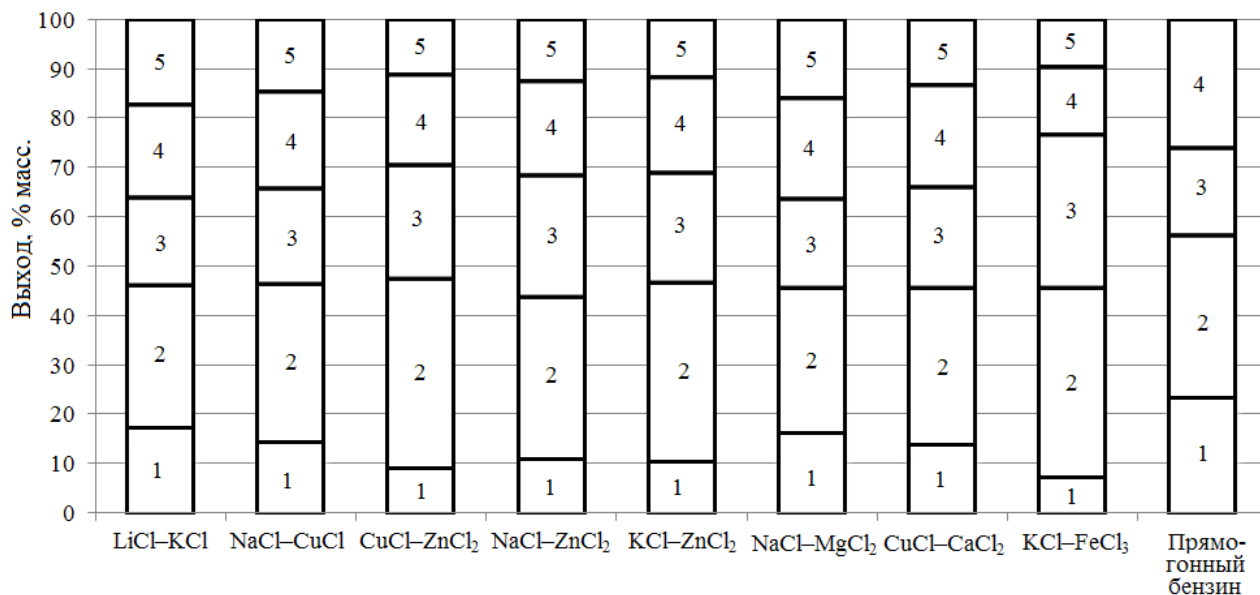 Выход, % масс.
100
90
80
70
60
50
40
30
20
10
0
5 5 5 5 5 5 5 5 4
4 4 4 4 4 4 4 4 3
3 3 3 3 3 3 3 3 2
2 2 2 2 2 2 2 2 1
1 1 1 1 1 1 1 1
LiCl–KCl NaCl–CuCl CuCl–ZnCl₂ NaCl–ZnCl₂ KCl–ZnCl₂ NaCl–MgCl₂ CuCl–CaCl₂ KCl–FeCl₃ Прямо-
гонный
бензин